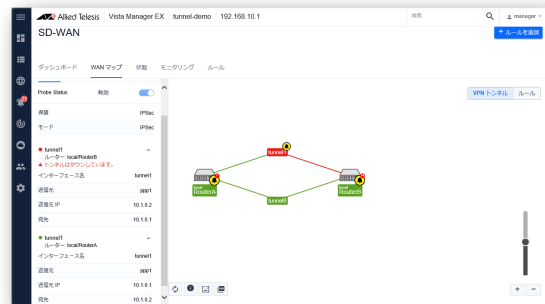 Allied Telesis Vista Manager EX tunnel-demo 192.168.10.1 検索 manager
SD-WAN
+ ルールを追加
ダッシュボード WAN マップ 状態 モニタリング ルール
Probe Status 有効
VPN トンネル ルール
保護 IPSec
モード IPSec
tunnel1
ルーター: local/RouterB
トンネルはダウンしています。
インターフェース名 tunnel1
送信元 ppp1
送信元 IP 10.1.0.2
宛先 10.1.0.1
tunnel1
ルーター: local/RouterA
インターフェース名 tunnel1
送信元 ppp1
送信元 IP 10.1.0.1
宛先 10.1.0.2
tunnel1
local
RouterA
local
RouterB
tunnel0
+ −